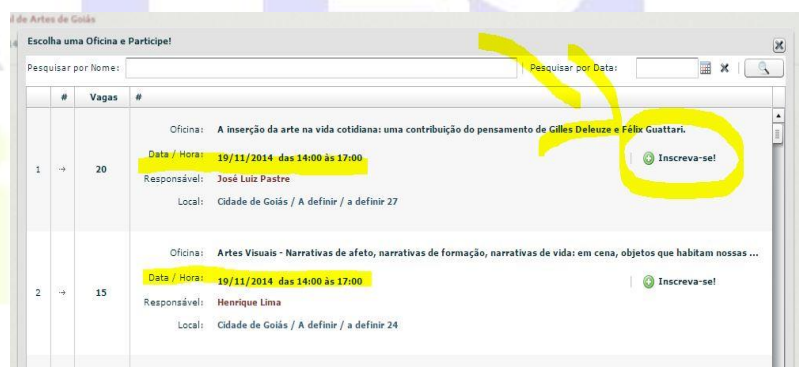 l de Artes de Goiás
Escolha uma Oficina e Participe!
Pesquisar por Nome: Pesquisar por Data:
# Vagas #
Oficina: A inserção da arte na vida cotidiana: uma contribuição do pensamento de Gilles Deleuze e Félix Guattari.
Data / Hora: 19/11/2014 das 14:00 às 17:00 Inscreva-se!
1 → 20
Responsável: José Luiz Pastre
Local: Cidade de Goiás / A definir / a definir 27
Oficina: Artes Visuais - Narrativas de afeto, narrativas de formação, narrativas de vida: em cena, objetos que habitam nossas ...
Data / Hora: 19/11/2014 das 14:00 às 17:00 Inscreva-se!
2 → 15
Responsável: Henrique Lima
Local: Cidade de Goiás / A definir / a definir 24